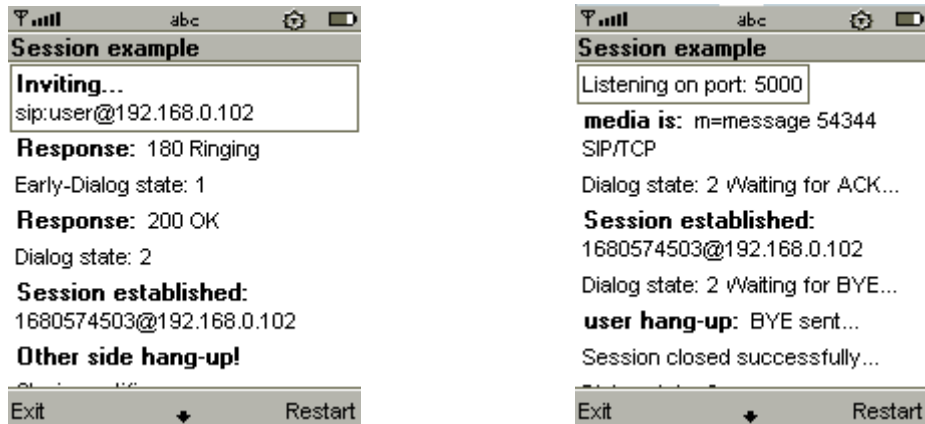 abc
Session example
Inviting...
sip:user@192.168.0.102
Response: 180 Ringing
Early-Dialog state: 1
Response: 200 OK
Dialog state: 2
Session established:
1680574503@192.168.0.102
Other side hang-up!
Exit
Restart
abc
Session example
Listening on port: 5000
media is: m=message 54344
SIP/TCP
Dialog state: 2 Waiting for ACK...
Session established:
1680574503@192.168.0.102
Dialog state: 2 Waiting for BYE...
user hang-up: BYE sent...
Session closed successfully...
Exit
Restart